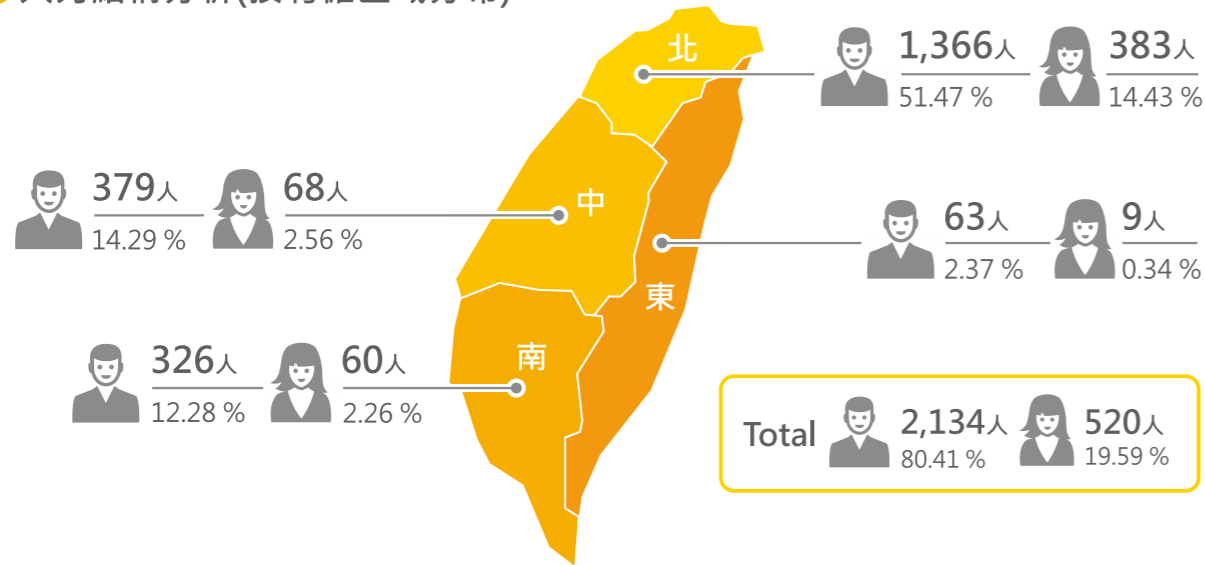 北
1,366人
383人
51.47 %
14.43 %
379人
68人
14.29 %
2.56 %
中
63人
9人
2.37 %
0.34 %
東
326人
60人
12.28 %
2.26 %
南
Total
2,134人
520人
80.41 %
19.59 %